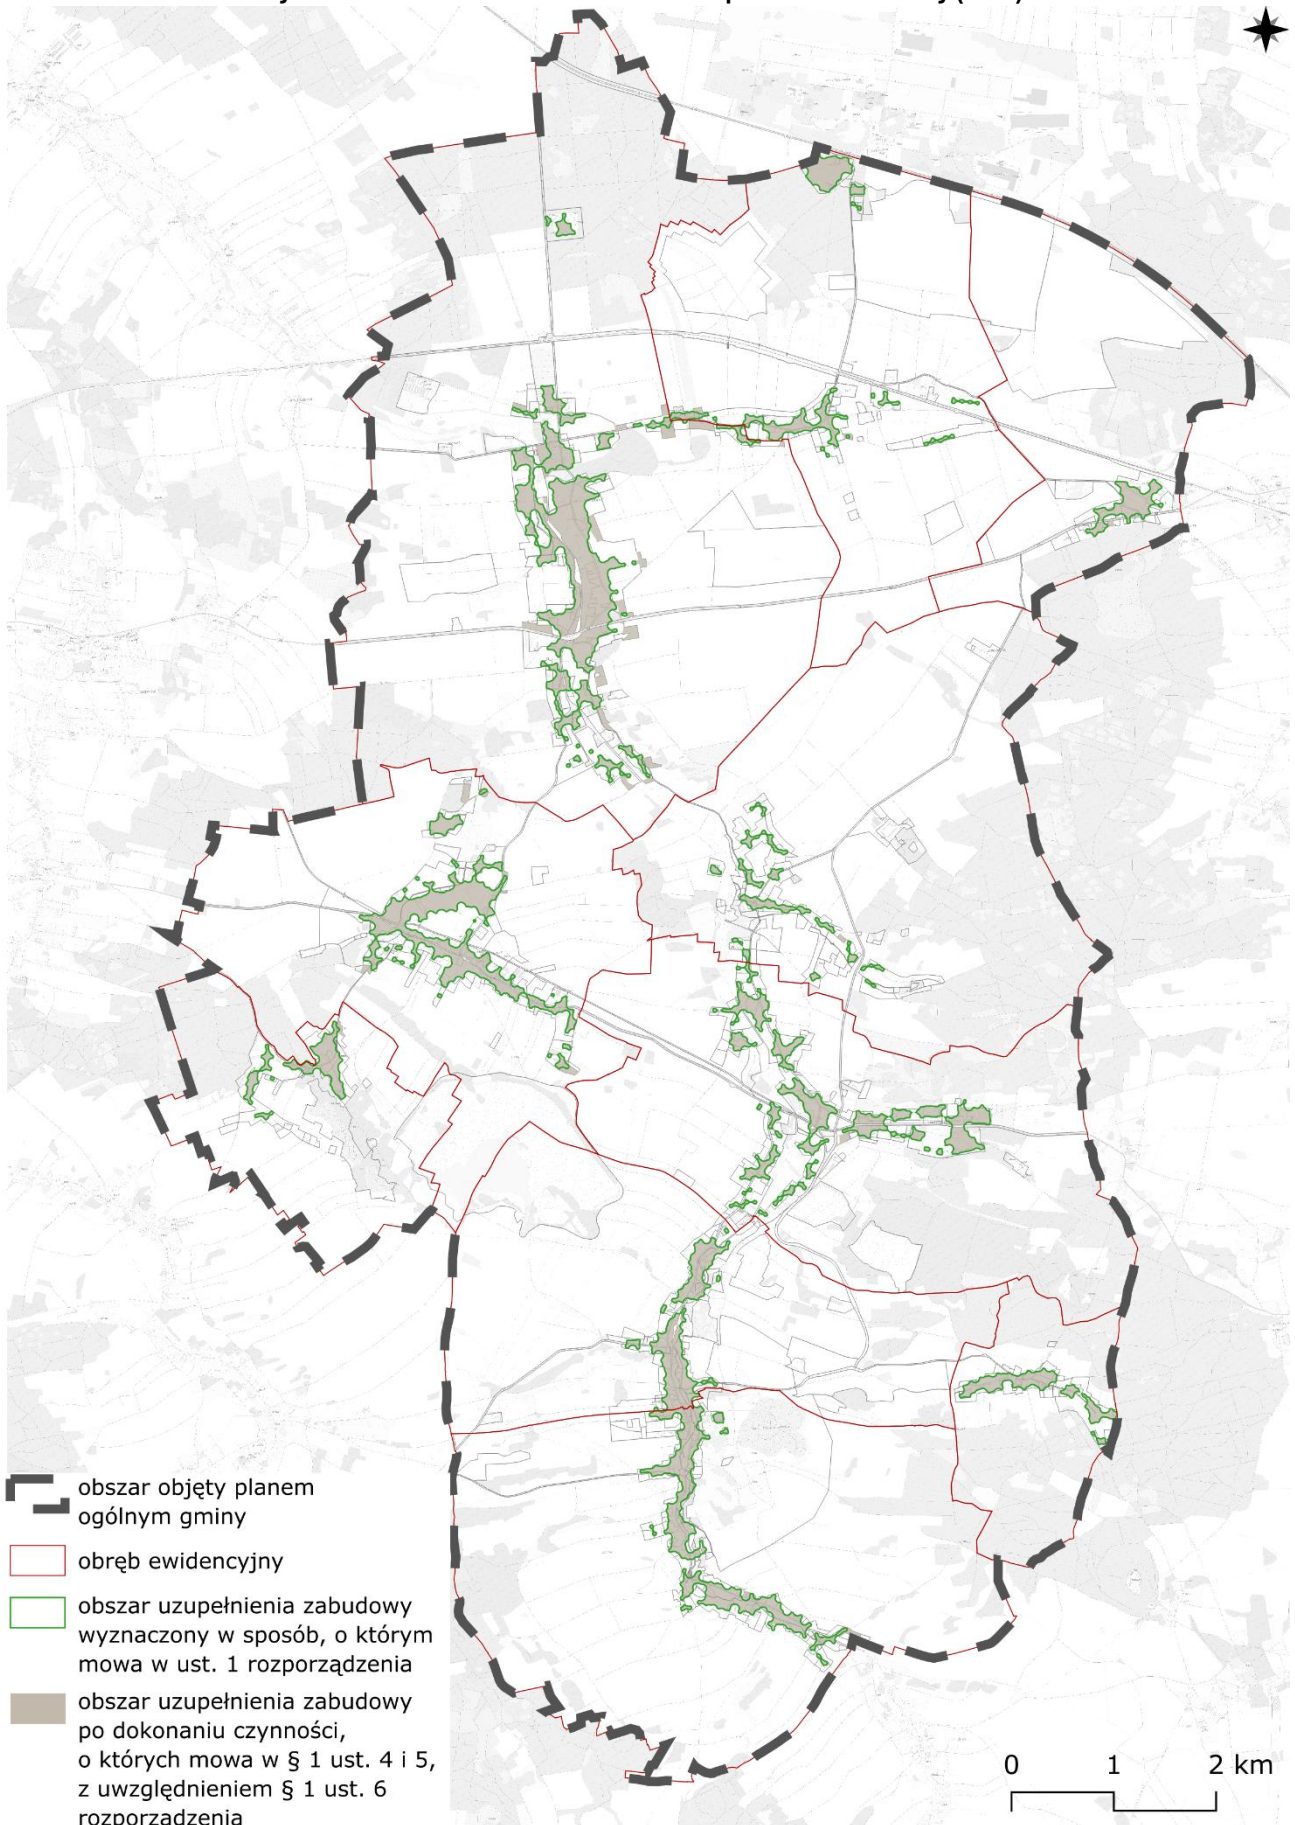 obszar objęty planem
ogólnym gminy
obręb ewidencyjny
obszar uzupełnienia zabudowy
wyznaczony w sposób, o którym
mowa w ust. 1 rozporządzenia
obszar uzupełnienia zabudowy
po dokonaniu czynności,
o których mowa w § 1 ust. 4 i 5,
z uwzględnieniem § 1 ust. 6
rozporządzenia
0 1 2 km